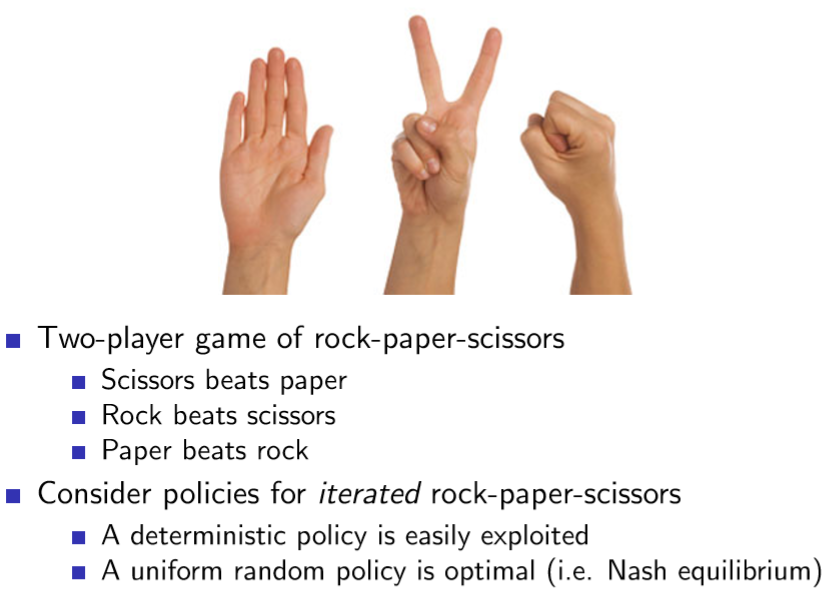 Two-player game of rock-paper-scissors
Scissors beats paper
Rock beats scissors
Paper beats rock
Consider policies for iterated rock-paper-scissors
A deterministic policy is easily exploited
A uniform random policy is optimal (i.e. Nash equilibrium)